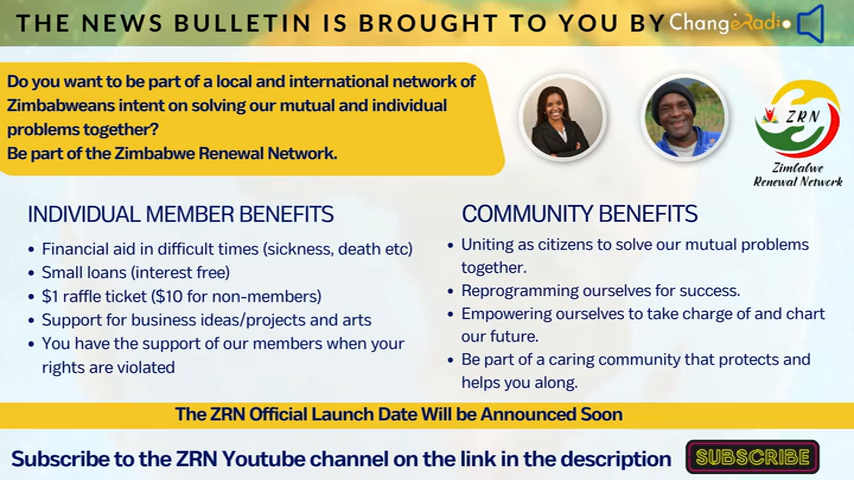 THE NEWS BULLETIN IS BROUGHT TO YOU BY ChangeRadio
Do you want to be part of a local and international network of
Zimbabweans intent on solving our mutual and individual
problems together?
Be part of the Zimbabwe Renewal Network.
ZRN
Zimbabwe
Renewal Network
INDIVIDUAL MEMBER BENEFITS
• Financial aid in difficult times (sickness, death etc)
• Small loans (interest free)
• $1 raffle ticket ($10 for non-members)
• Support for business ideas/projects and arts
• You have the support of our members when your
rights are violated
COMMUNITY BENEFITS
• Uniting as citizens to solve our mutual problems
together.
• Reprogramming ourselves for success.
• Empowering ourselves to take charge of and chart
our future.
• Be part of a caring community that protects and
helps you along.
The ZRN Official Launch Date Will be Announced Soon
Subscribe to the ZRN Youtube channel on the link in the description
SUBSCRIBE